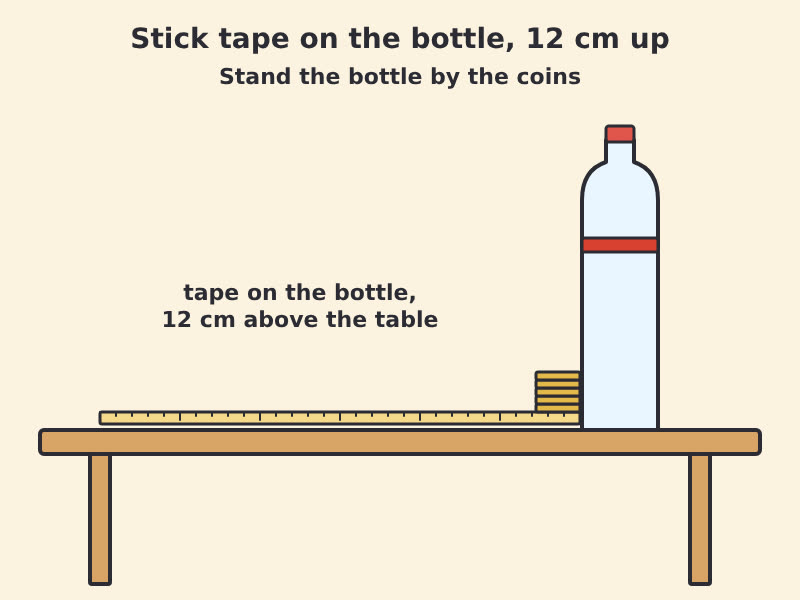 Stick tape on the bottle, 12 cm up
Stand the bottle by the coins
tape on the bottle,
12 cm above the table